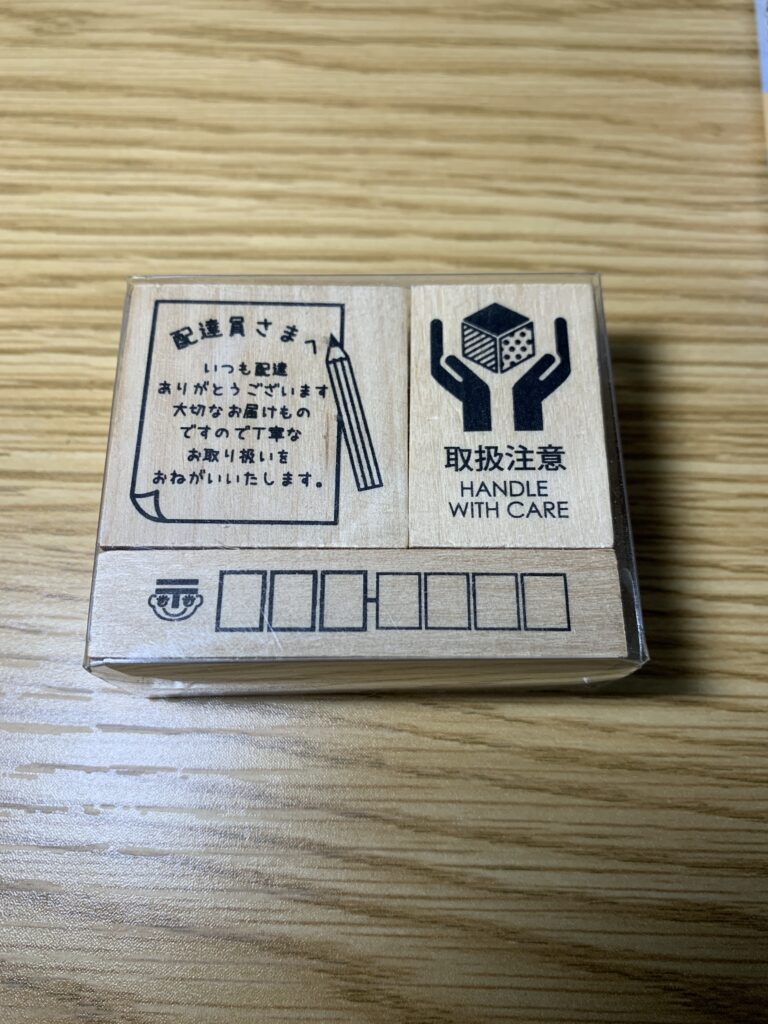 配達員さまへ
いつも配達
ありがとうございます
大切なお届けもの
ですので丁寧な
お取り扱いを
おねがいいたします。
取扱注意
HANDLE
WITH CARE